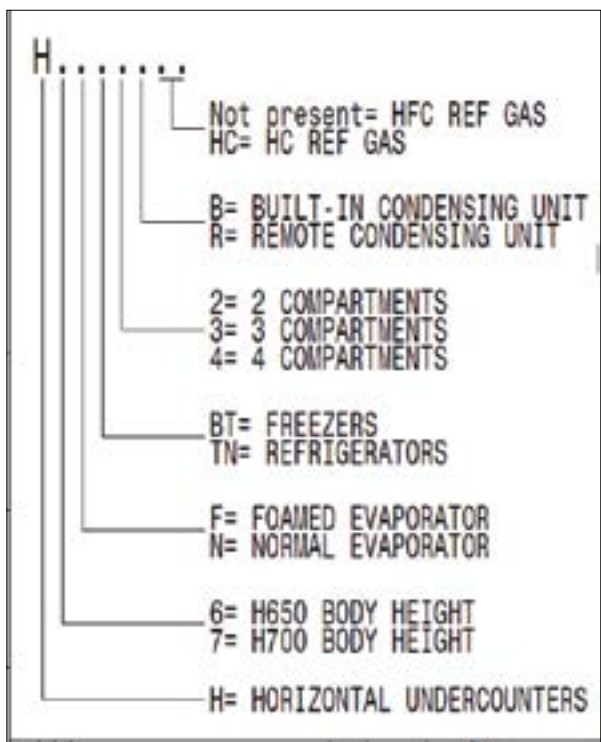 H......
Not present= HFC REF GAS
HC= HC REF GAS
B= BUILT-IN CONDENSING UNIT
R= REMOTE CONDENSING UNIT
2= 2 COMPARTMENTS
3= 3 COMPARTMENTS
4= 4 COMPARTMENTS
BT= FREEZERS
TN= REFRIGERATORS
F= FOAMED EVAPORATOR
N= NORMAL EVAPORATOR
6= H650 BODY HEIGHT
7= H700 BODY HEIGHT
H= HORIZONTAL UNDERCOUNTERS